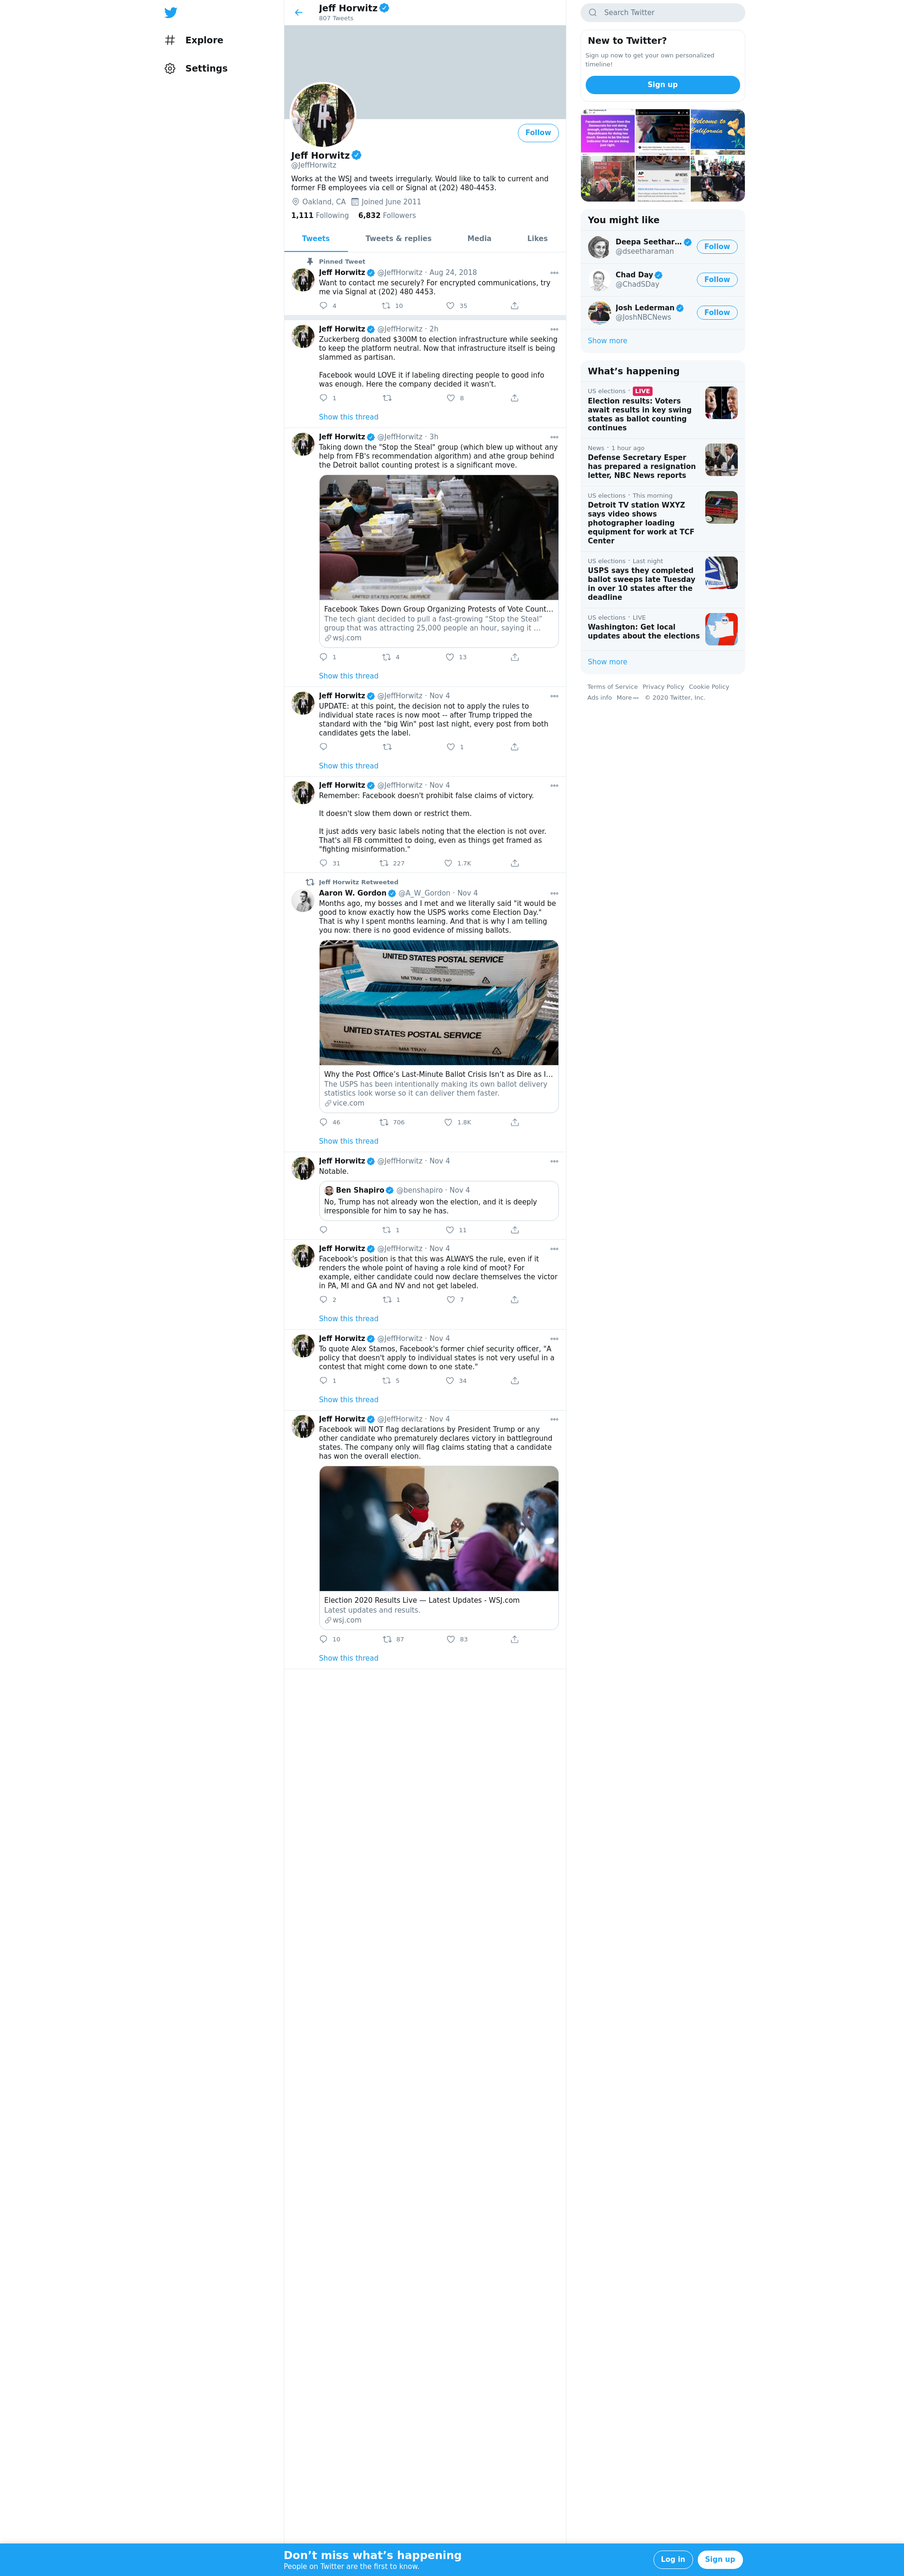 Explore
Settings
Jeff Horwitz
807 Tweets
Follow
Jeff Horwitz
@JeffHorwitz
Works at the WSJ and tweets irregularly. Would like to talk to current and
former FB employees via cell or Signal at (202) 480-4453.
Oakland, CA Joined June 2011
1,111 Following 6,832 Followers
Tweets Tweets & replies Media Likes
Pinned Tweet
Jeff Horwitz @JeffHorwitz · Aug 24, 2018
Want to contact me securely? For encrypted communications, try
me via Signal at (202) 480 4453.
4 10 35
Jeff Horwitz @JeffHorwitz · 2h
Zuckerberg donated $300M to election infrastructure while seeking
to keep the platform neutral. Now that infrastructure itself is being
slammed as partisan.
Facebook would LOVE it if labeling directing people to good info
was enough. Here the company decided it wasn't.
1 8
Show this thread
Jeff Horwitz @JeffHorwitz · 3h
Taking down the "Stop the Steal" group (which blew up without any
help from FB's recommendation algorithm) and athe group behind
the Detroit ballot counting protest is a significant move.
UNITED STATES POSTAL SERVICE
Facebook Takes Down Group Organizing Protests of Vote Count...
The tech giant decided to pull a fast-growing “Stop the Steal”
group that was attracting 25,000 people an hour, saying it ...
wsj.com
1 4 13
Show this thread
Jeff Horwitz @JeffHorwitz · Nov 4
UPDATE: at this point, the decision not to apply the rules to
individual state races is now moot -- after Trump tripped the
standard with the "big Win" post last night, every post from both
candidates gets the label.
1
Show this thread
Jeff Horwitz @JeffHorwitz · Nov 4
Remember: Facebook doesn't prohibit false claims of victory.
It doesn't slow them down or restrict them.
It just adds very basic labels noting that the election is not over.
That's all FB committed to doing, even as things get framed as
"fighting misinformation."
31 227 1.7K
Jeff Horwitz Retweeted
Aaron W. Gordon @A_W_Gordon · Nov 4
Months ago, my bosses and I met and we literally said "it would be
good to know exactly how the USPS works come Election Day."
That is why I spent months learning. And that is why I am telling
you now: there is no good evidence of missing ballots.
UNITED STATES POSTAL SERVICE
UNITED STATES POSTAL SERVICE
MM TRAY
Why the Post Office’s Last-Minute Ballot Crisis Isn’t as Dire as I...
The USPS has been intentionally making its own ballot delivery
statistics look worse so it can deliver them faster.
vice.com
46 706 1.8K
Show this thread
Jeff Horwitz @JeffHorwitz · Nov 4
Notable.
Ben Shapiro @benshapiro · Nov 4
No, Trump has not already won the election, and it is deeply
irresponsible for him to say he has.
1 11
Jeff Horwitz @JeffHorwitz · Nov 4
Facebook's position is that this was ALWAYS the rule, even if it
renders the whole point of having a role kind of moot? For
example, either candidate could now declare themselves the victor
in PA, MI and GA and NV and not get labeled.
2 1 7
Show this thread
Jeff Horwitz @JeffHorwitz · Nov 4
To quote Alex Stamos, Facebook's former chief security officer, "A
policy that doesn't apply to individual states is not very useful in a
contest that might come down to one state."
1 5 34
Show this thread
Jeff Horwitz @JeffHorwitz · Nov 4
Facebook will NOT flag declarations by President Trump or any
other candidate who prematurely declares victory in battleground
states. The company only will flag claims stating that a candidate
has won the overall election.
Election 2020 Results Live — Latest Updates - WSJ.com
Latest updates and results.
wsj.com
10 87 83
Show this thread
Search Twitter
New to Twitter?
Sign up now to get your own personalized
timeline!
Sign up
Welcome to
California
AP
You might like
Deepa Seethar...
@dseetharaman
Follow
Chad Day
@ChadSDay
Follow
Josh Lederman
@JoshNBCNews
Follow
Show more
What’s happening
US elections · LIVE
Election results: Voters
await results in key swing
states as ballot counting
continues
News · 1 hour ago
Defense Secretary Esper
has prepared a resignation
letter, NBC News reports
US elections · This morning
Detroit TV station WXYZ
says video shows
photographer loading
equipment for work at TCF
Center
US elections · Last night
USPS says they completed
ballot sweeps late Tuesday
in over 10 states after the
deadline
US elections · LIVE
Washington: Get local
updates about the elections
Show more
Terms of Service Privacy Policy Cookie Policy
Ads info More © 2020 Twitter, Inc.
Don’t miss what’s happening
People on Twitter are the first to know.
Log in Sign up